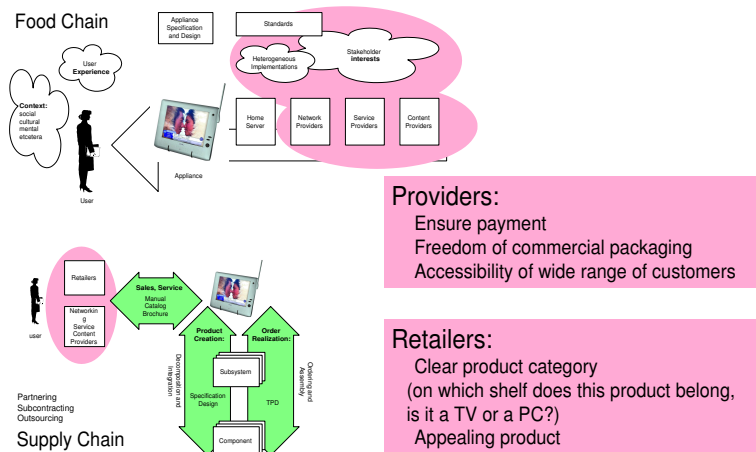 Food Chain
Appliance
Specification
and Design
Standards
Stakeholder
interests
Heterogeneous
Implementations
User
Experience
Context:
social
cultural
mental
etcetera
Home
Server
Network
Providers
Service
Providers
Content
Providers
User
Appliance
Providers:
Ensure payment
Freedom of commercial packaging
Accessibility of wide range of customers
Retailers
Networkin
g
Service
Content
Providers
user
Sales, Service
Manual
Catalog
Brochure
Product
Creation:
Order
Realization:
Decomposition and
Integration
Ordering and
Assembly
Subsystem
Specification
Design
TPD
Component
Partnering
Subcontracting
Outsourcing
Supply Chain
Retailers:
Clear product category
(on which shelf does this product belong,
is it a TV or a PC?)
Appealing product